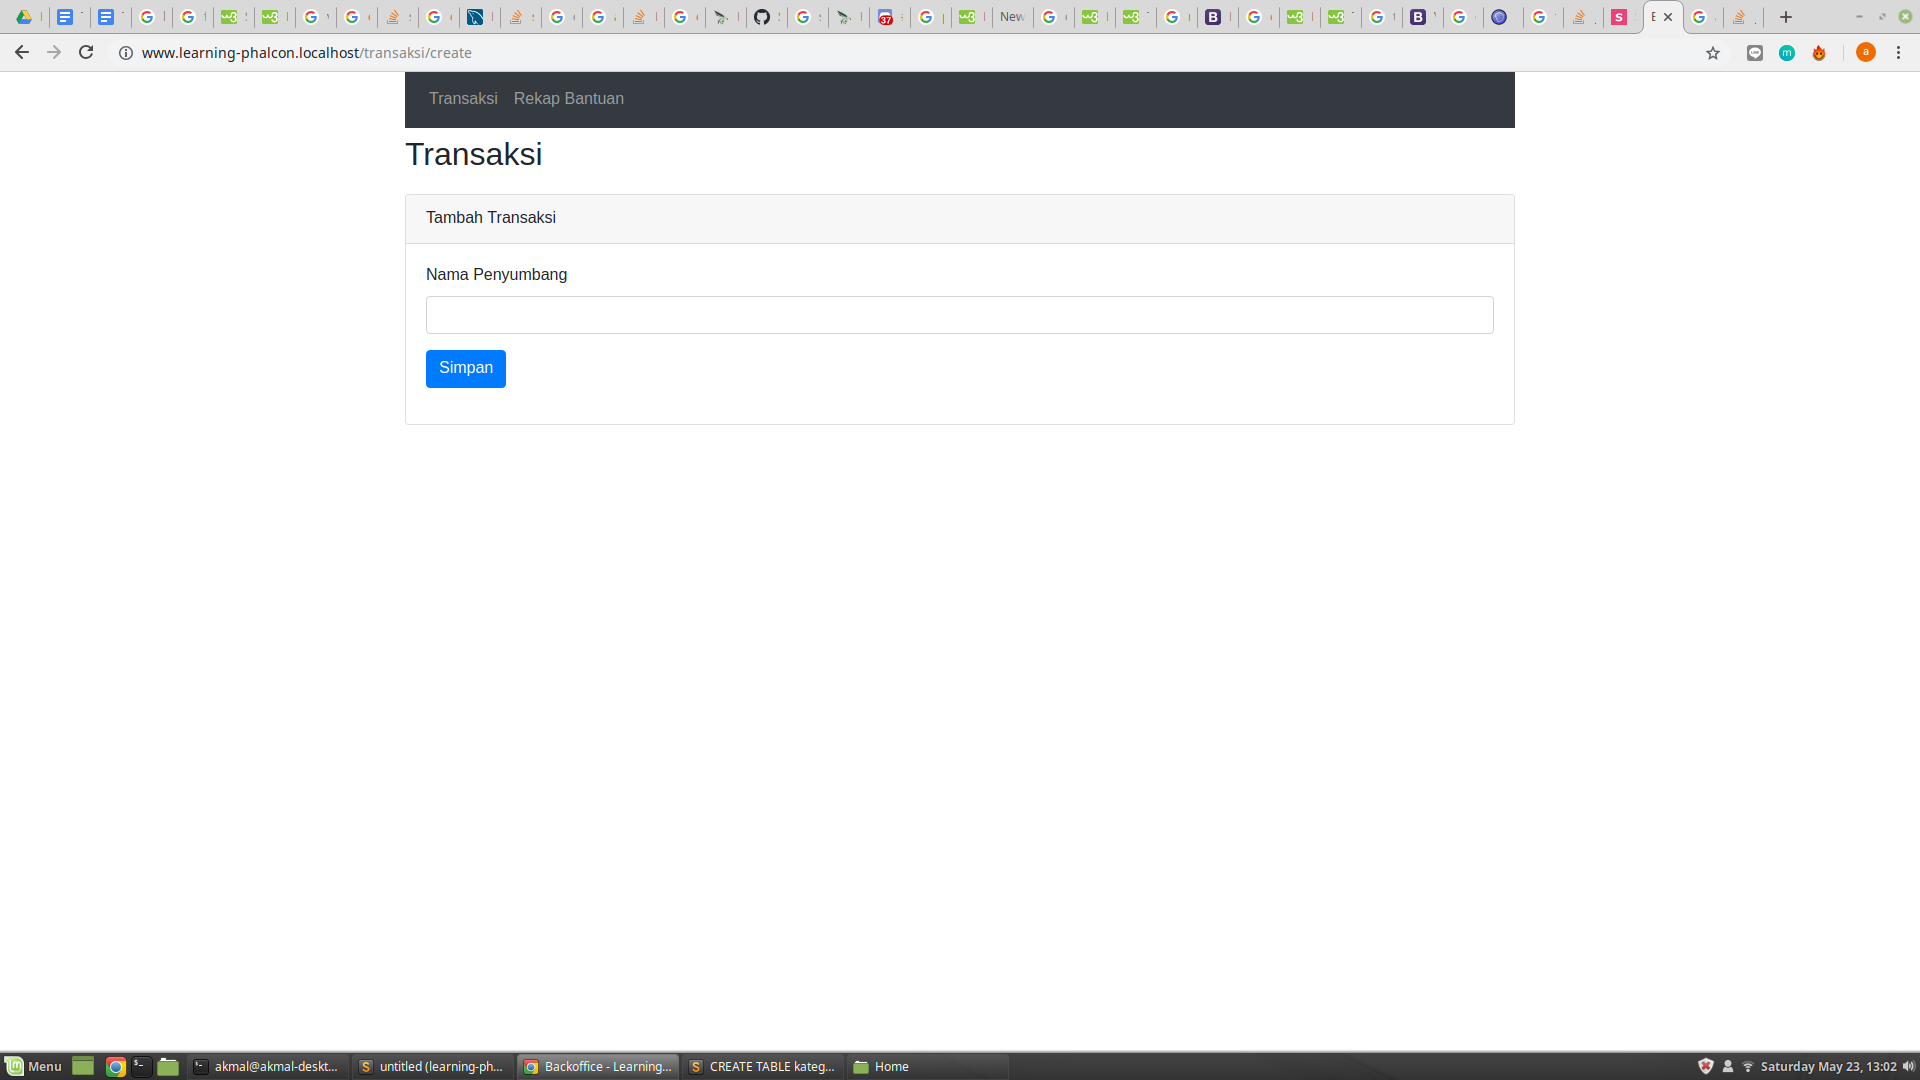 37
New
E
www.learning-phalcon.localhost/transaksi/create
m
a
Transaksi Rekap Bantuan
Transaksi
Tambah Transaksi
Nama Penyumbang
Simpan
Menu
akmal@akmal-deskt...
untitled (learning-ph...
Backoffice - Learning...
CREATE TABLE kateg...
Home
Saturday May 23, 13:02